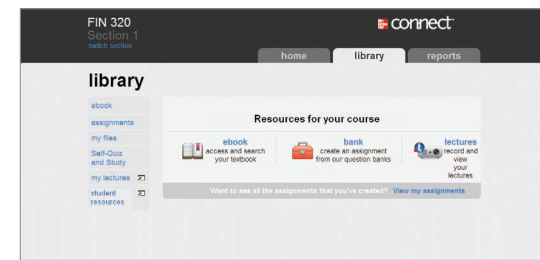 FIN 320
Section 1
switch section
connect
home
library
reports
library
ebook
assignments
my files
Self-Quiz
and Study
my lectures
student
resources
Resources for your course
ebook
access and search
your textbook
bank
create an assignment
from our question banks
lectures
record and
view
your
lectures
Want to see all the assignments that you've created? View my assignments